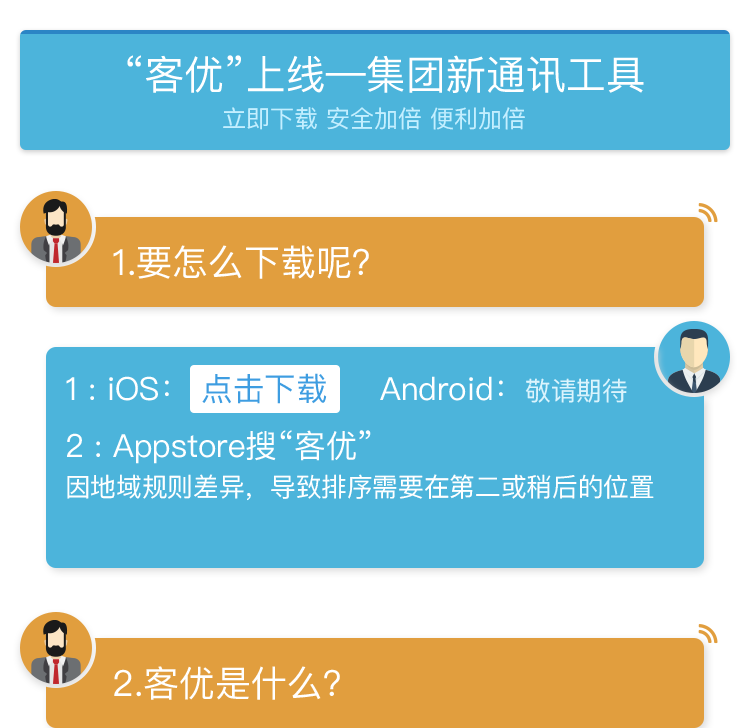 “客优”上线—集团新通讯工具
立即下载 安全加倍 便利加倍
1.要怎么下载呢？
1：iOS： 点击下载 Android： 敬请期待
2：Appstore搜“客优”
因地域规则差异，导致排序需要在第二或稍后的位置
2.客优是什么？